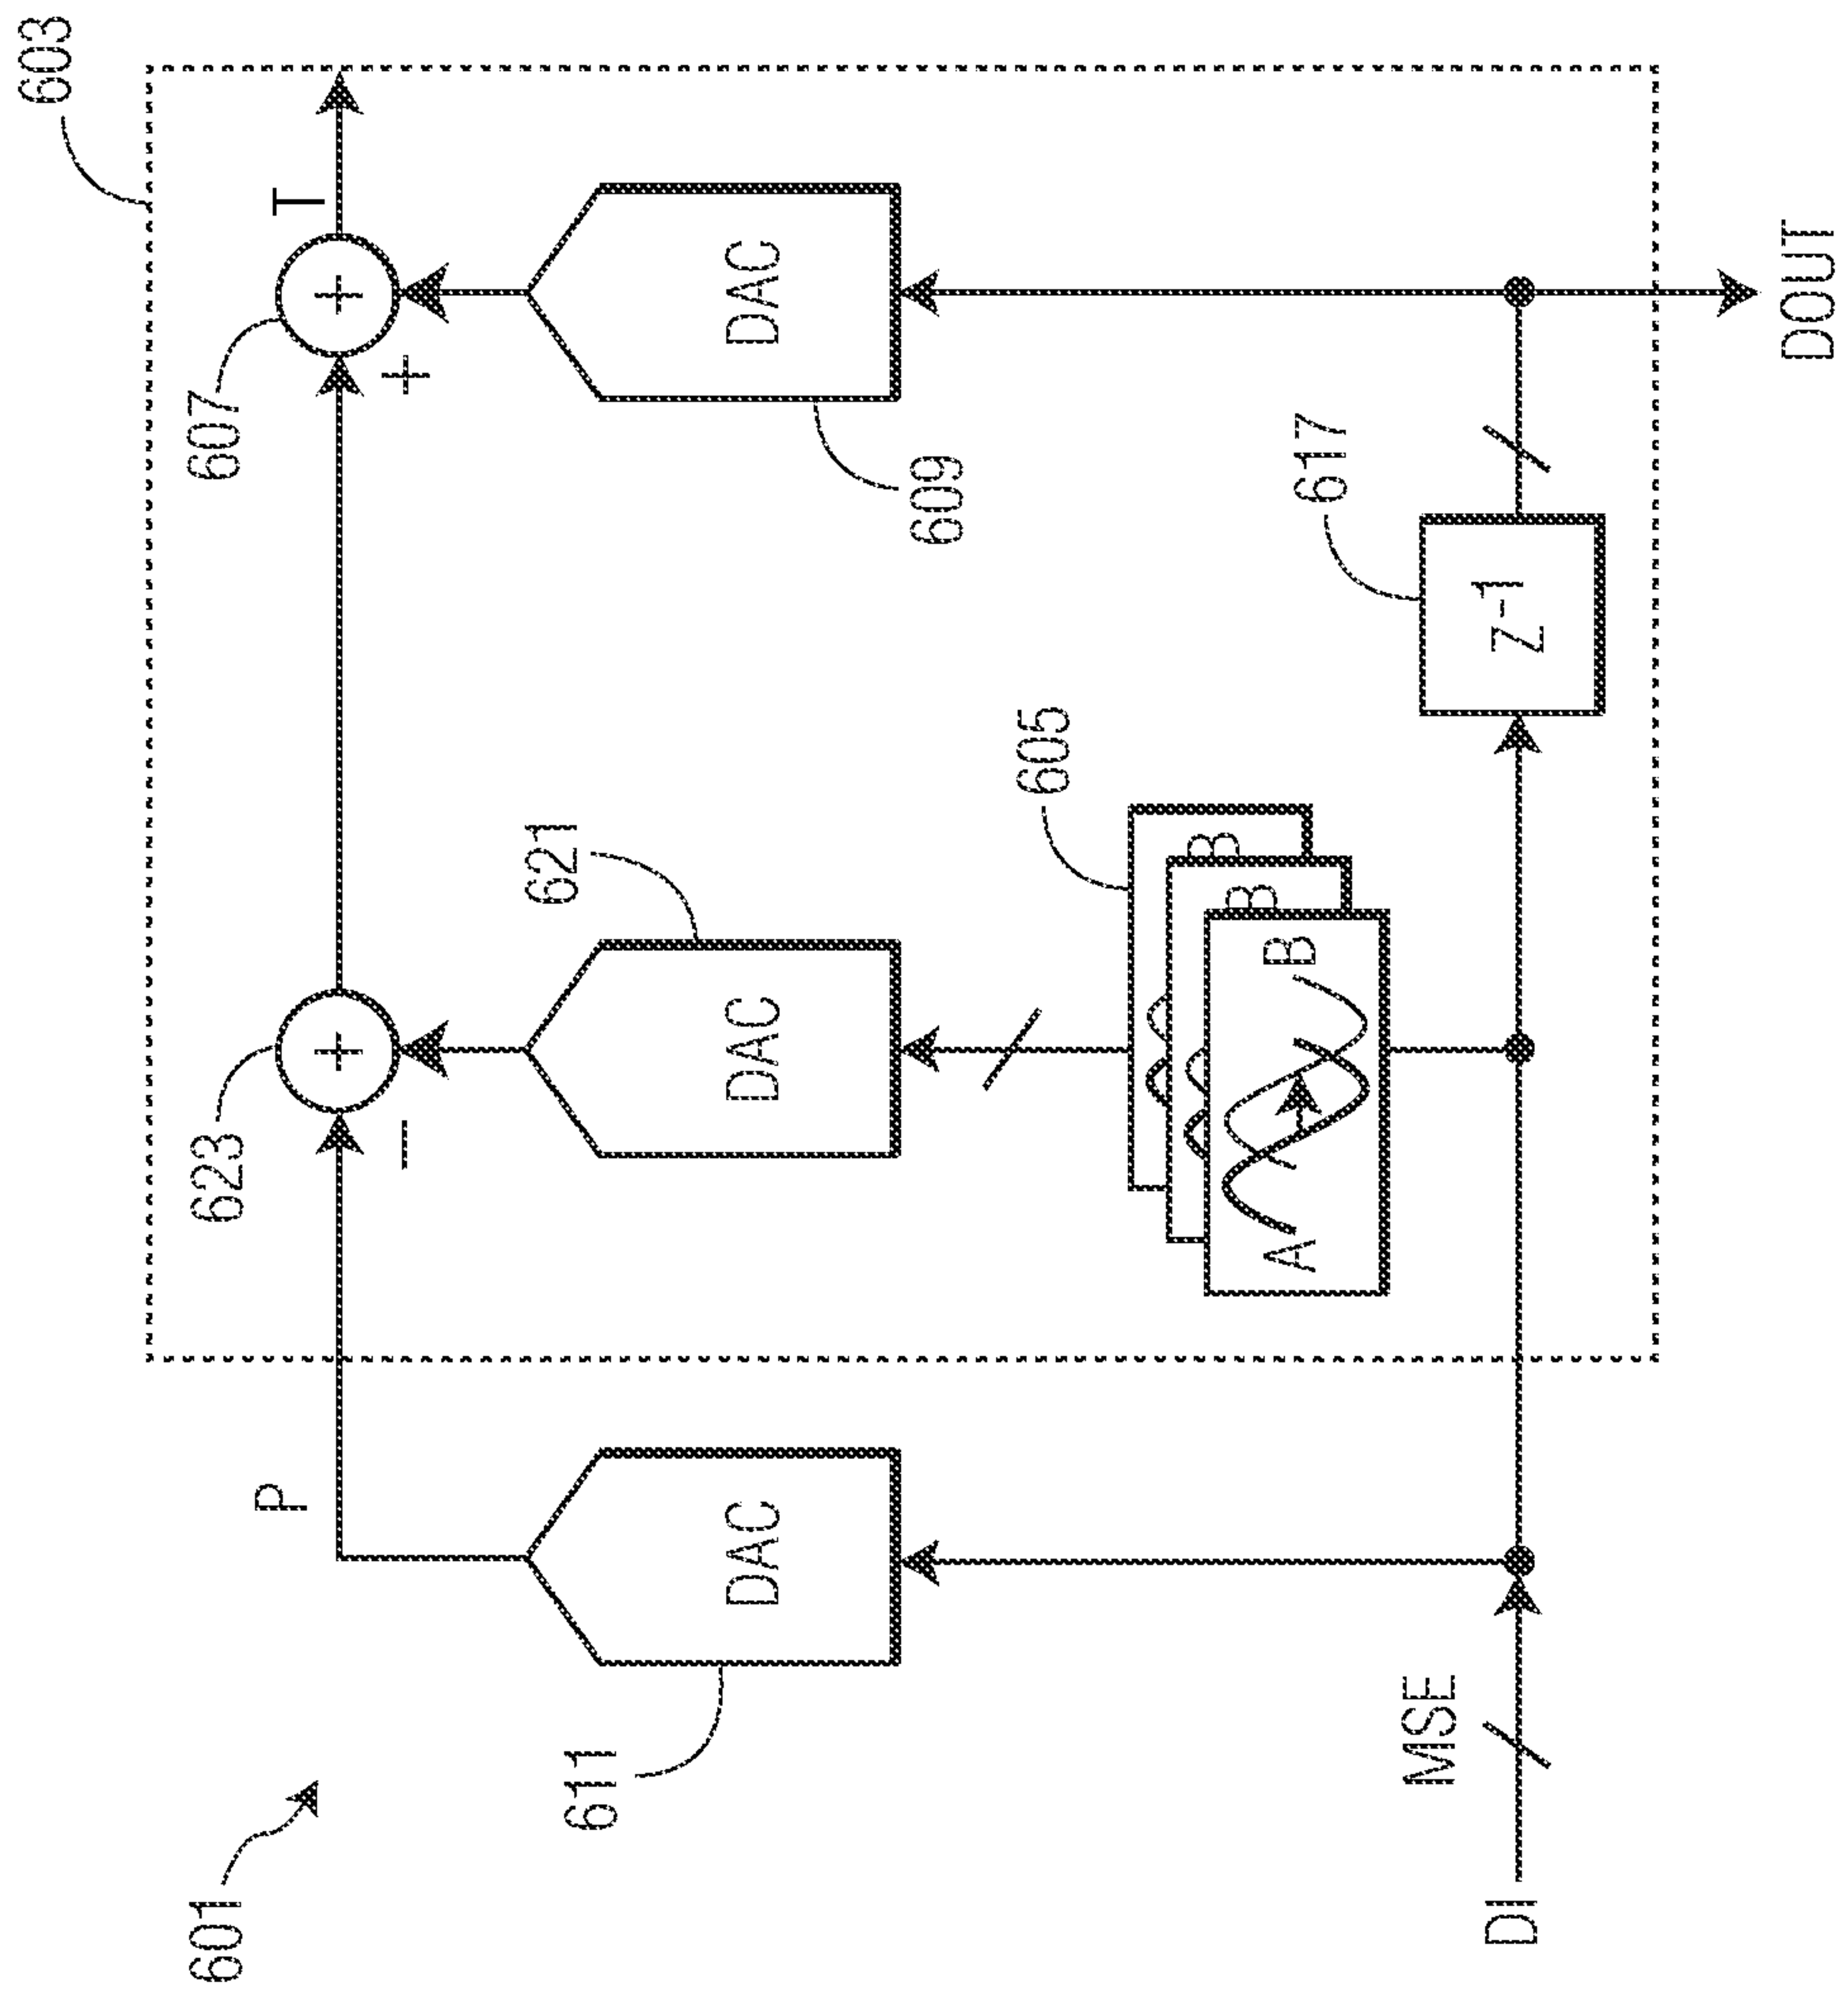 601
603
P
623
+
−
607
+
+
T
611
DAC
621
DAC
609
DAC
605
B
B
A
B
617
Z-1
DI
MSE
DOUT